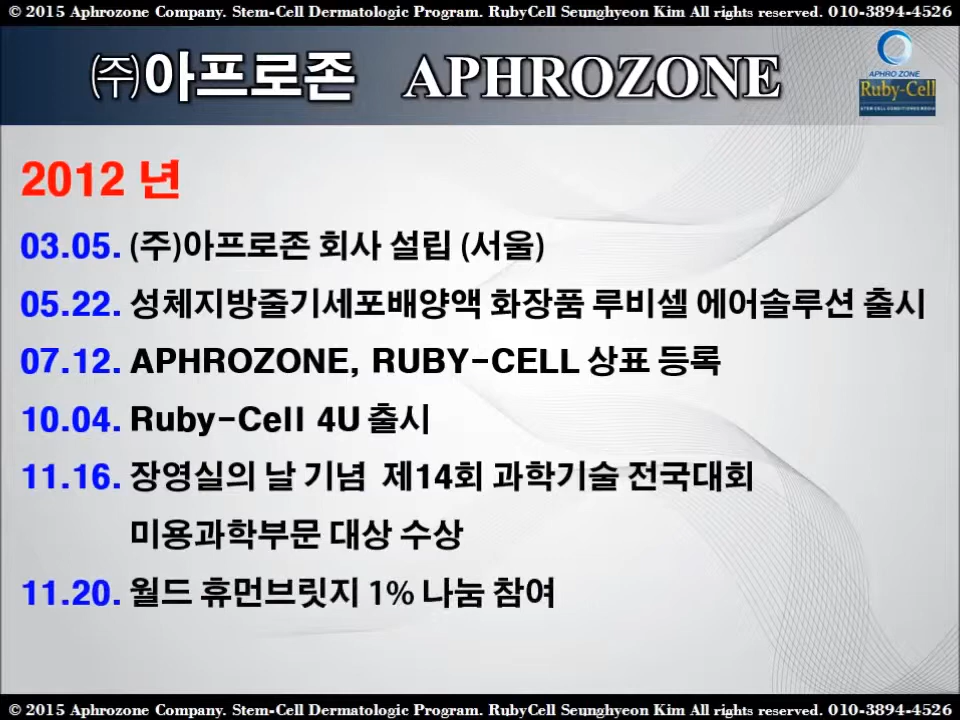 © 2015 Aphrozone Company. Stem-Cell Dermatologic Program. RubyCell Seunghyeon Kim All rights reserved. 010-3894-4526
㈜아프로존 APHROZONE
APHRO ZONE
Ruby-Cell
STEM CELL CONDITIONED MEDIA
2012 년
03.05. (주)아프로존 회사 설립 (서울)
05.22. 성체지방줄기세포배양액 화장품 루비셀 에어솔루션 출시
07.12. APHROZONE, RUBY-CELL 상표 등록
10.04. Ruby-Cell 4U 출시
11.16. 장영실의 날 기념 제14회 과학기술 전국대회
미용과학부문 대상 수상
11.20. 월드 휴먼브릿지 1% 나눔 참여
© 2015 Aphrozone Company. Stem-Cell Dermatologic Program. RubyCell Seunghyeon Kim All rights reserved. 010-3894-4526